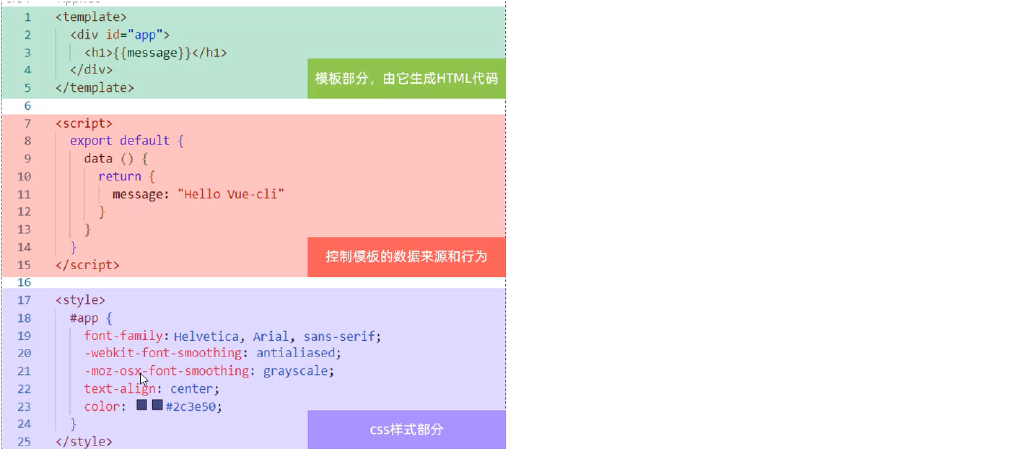 1 <template>
2 <div id="app">
3 <h1>{{message}}</h1>
4 </div>
模板部分，由它生成HTML代码
5 </template>
6
7 <script>
8 export default {
9 data () {
10 return {
11 message: "Hello Vue-cli"
12 }
13 }
14 }
控制模板的数据来源和行为
15 </script>
16
17 <style>
18 #app {
19 font-family: Helvetica, Arial, sans-serif;
20 -webkit-font-smoothing: antialiased;
21 -moz-osx-font-smoothing: grayscale;
22 text-align: center;
23 color: #2c3e50;
24 }
css样式部分
25 </style>